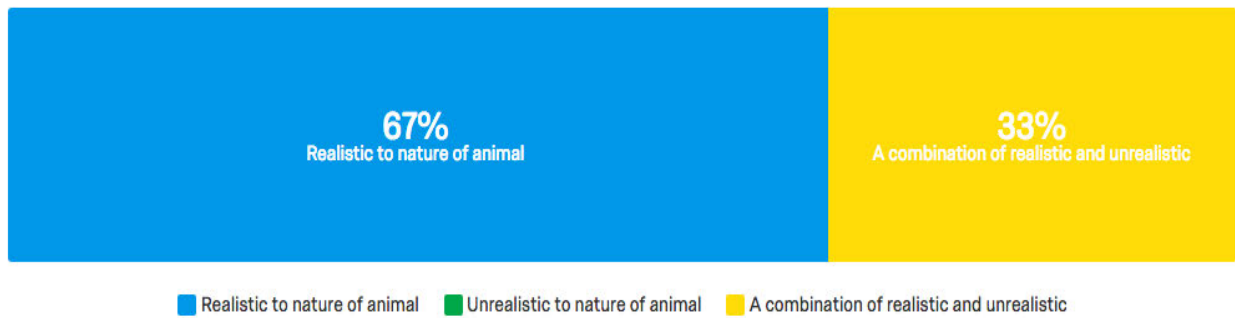 67%
Realistic to nature of animal
33%
A combination of realistic and unrealistic
Realistic to nature of animal
Unrealistic to nature of animal
A combination of realistic and unrealistic